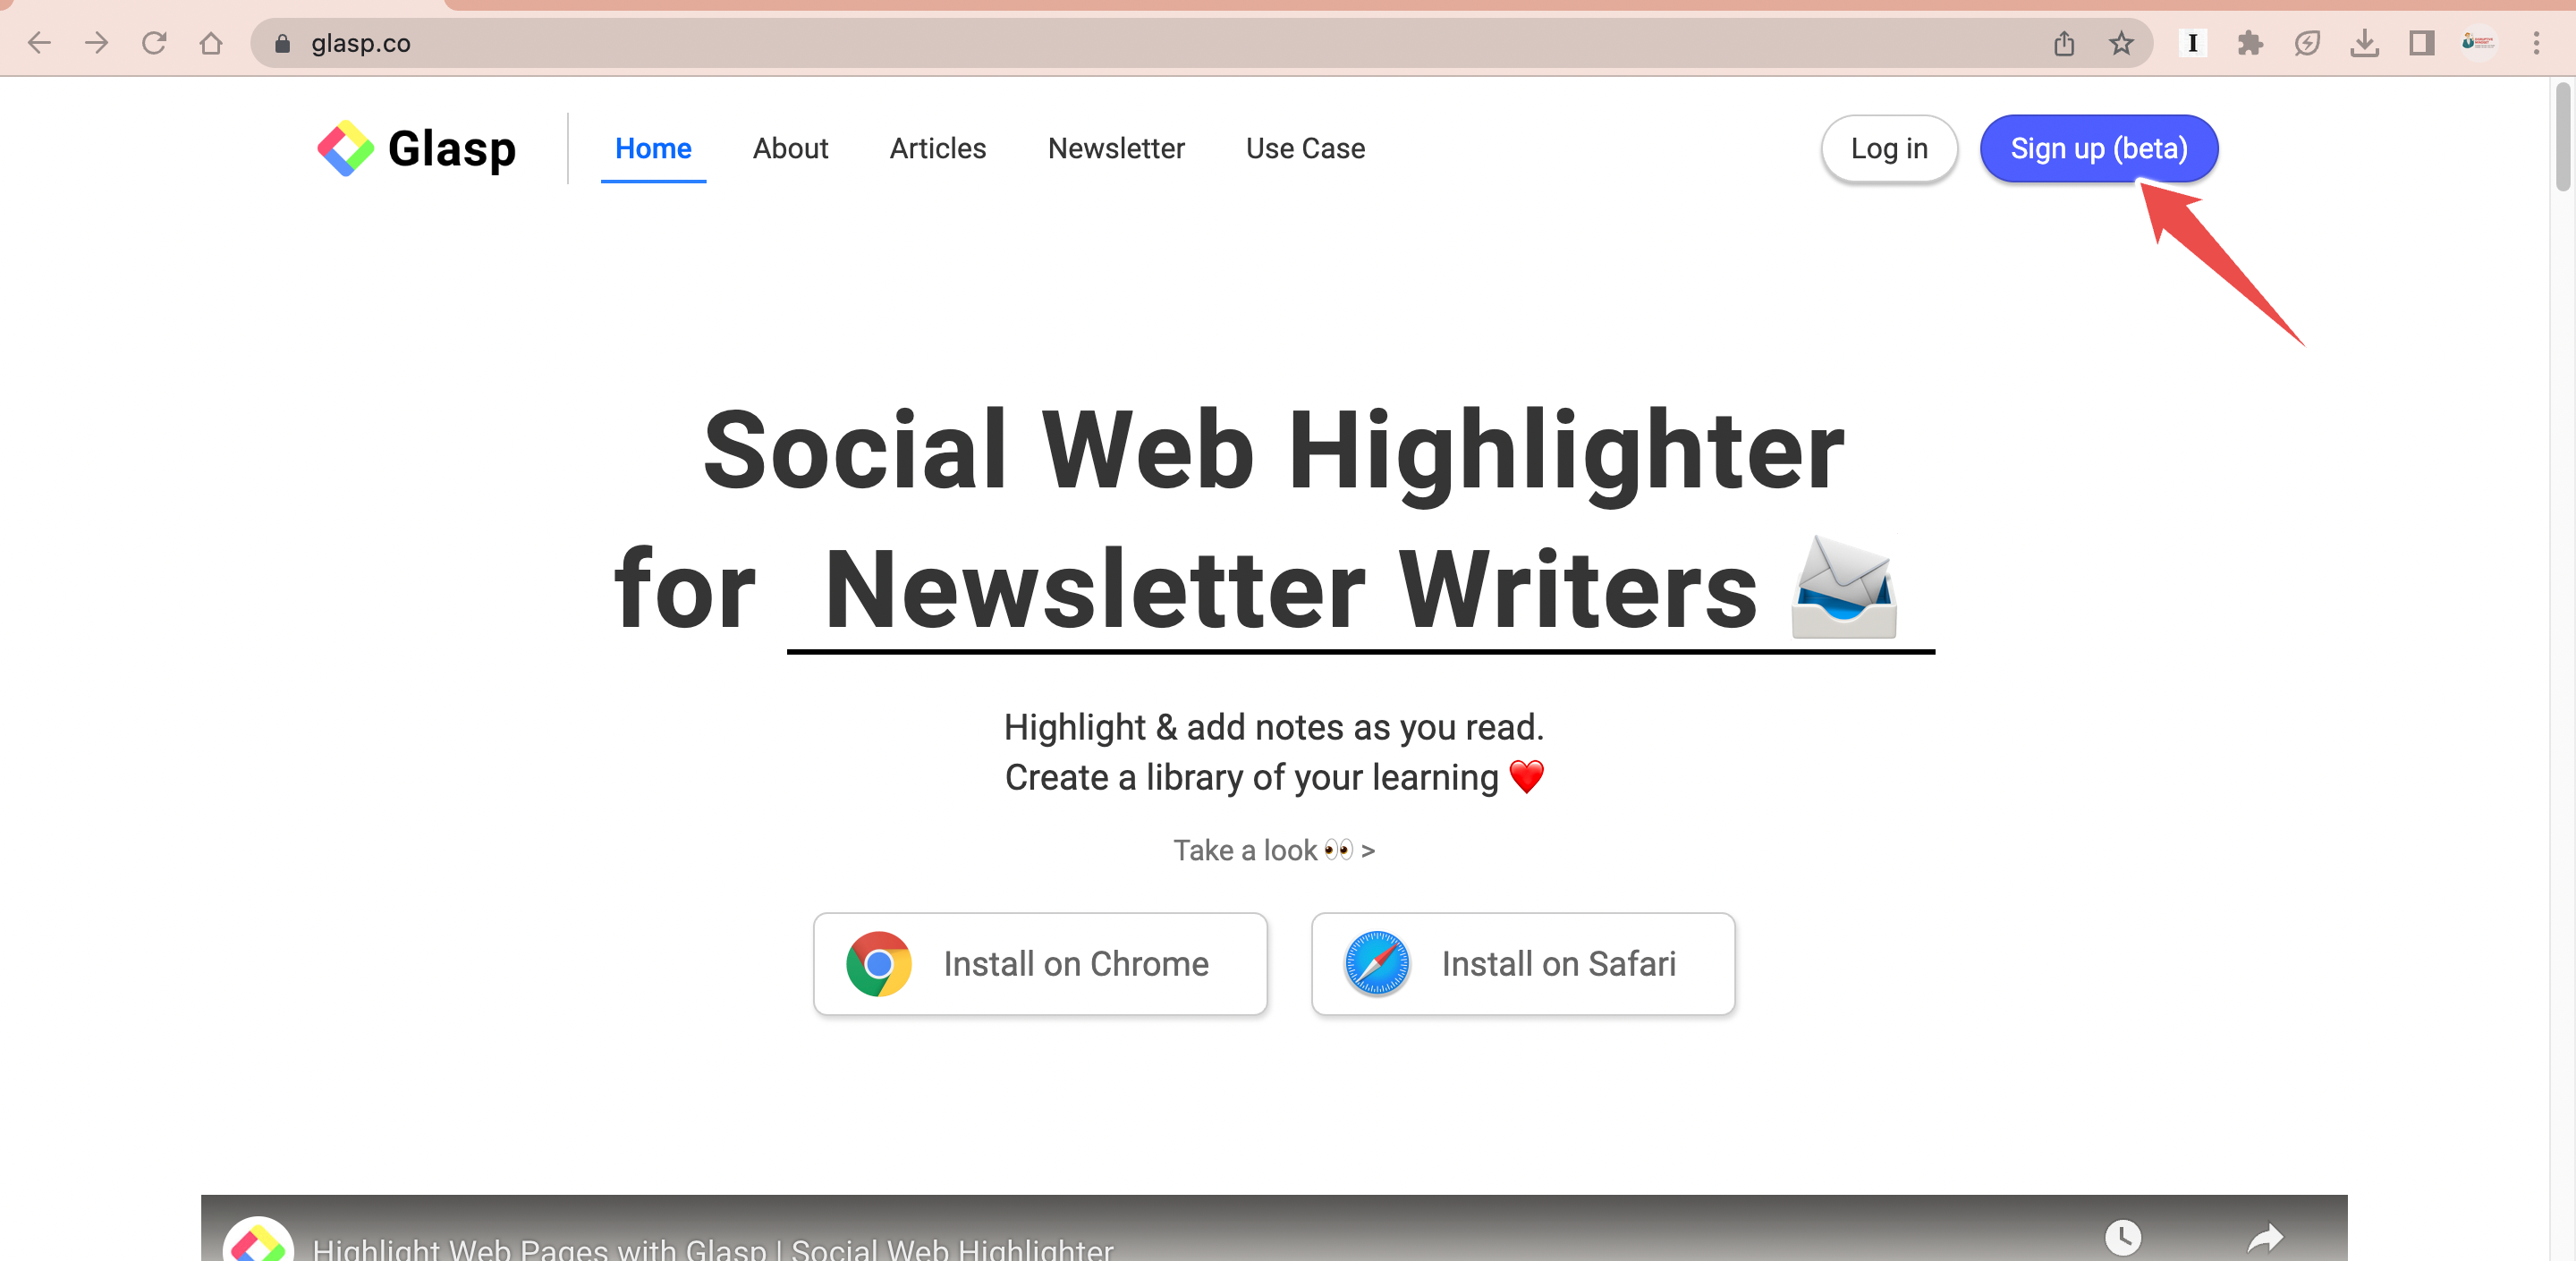 glasp.co
Glasp
Home About Articles Newsletter Use Case
Log in Sign up (beta)
Social Web Highlighter
for Newsletter Writers
Highlight & add notes as you read.
Create a library of your learning ❤️
Take a look 👀 >
Install on Chrome Install on Safari
Highlight Web Pages with Glasp | Social Web Highlighter